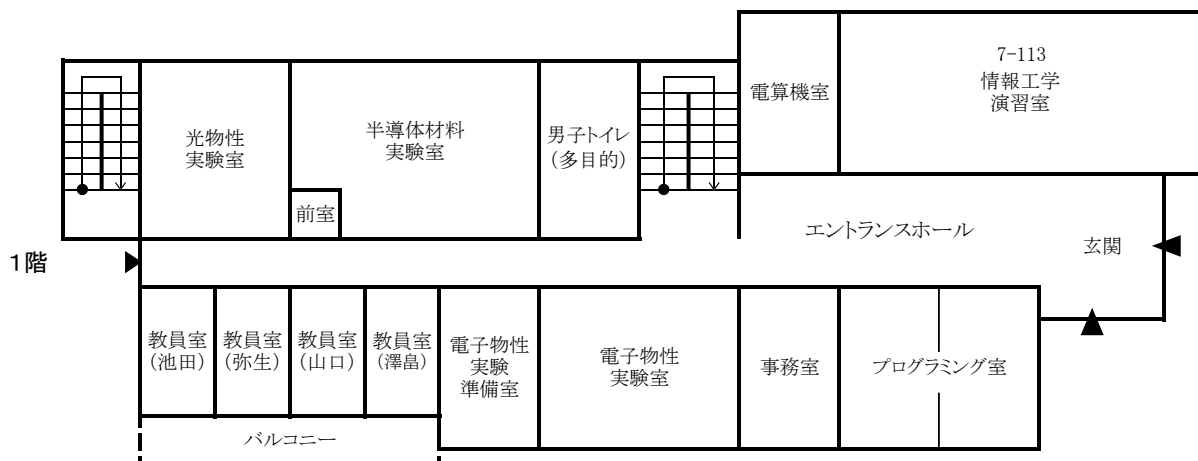 7-113
情報工学
演習室
電算機室
光物性
実験室
半導体材料
実験室
男子トイレ
(多目的)
前室
エントランスホール
玄関
1階
教員室
(池田)
教員室
(弥生)
教員室
(山口)
教員室
(澤畠)
電子物性
実験
準備室
電子物性
実験室
事務室
プログラミング室
バルコニー